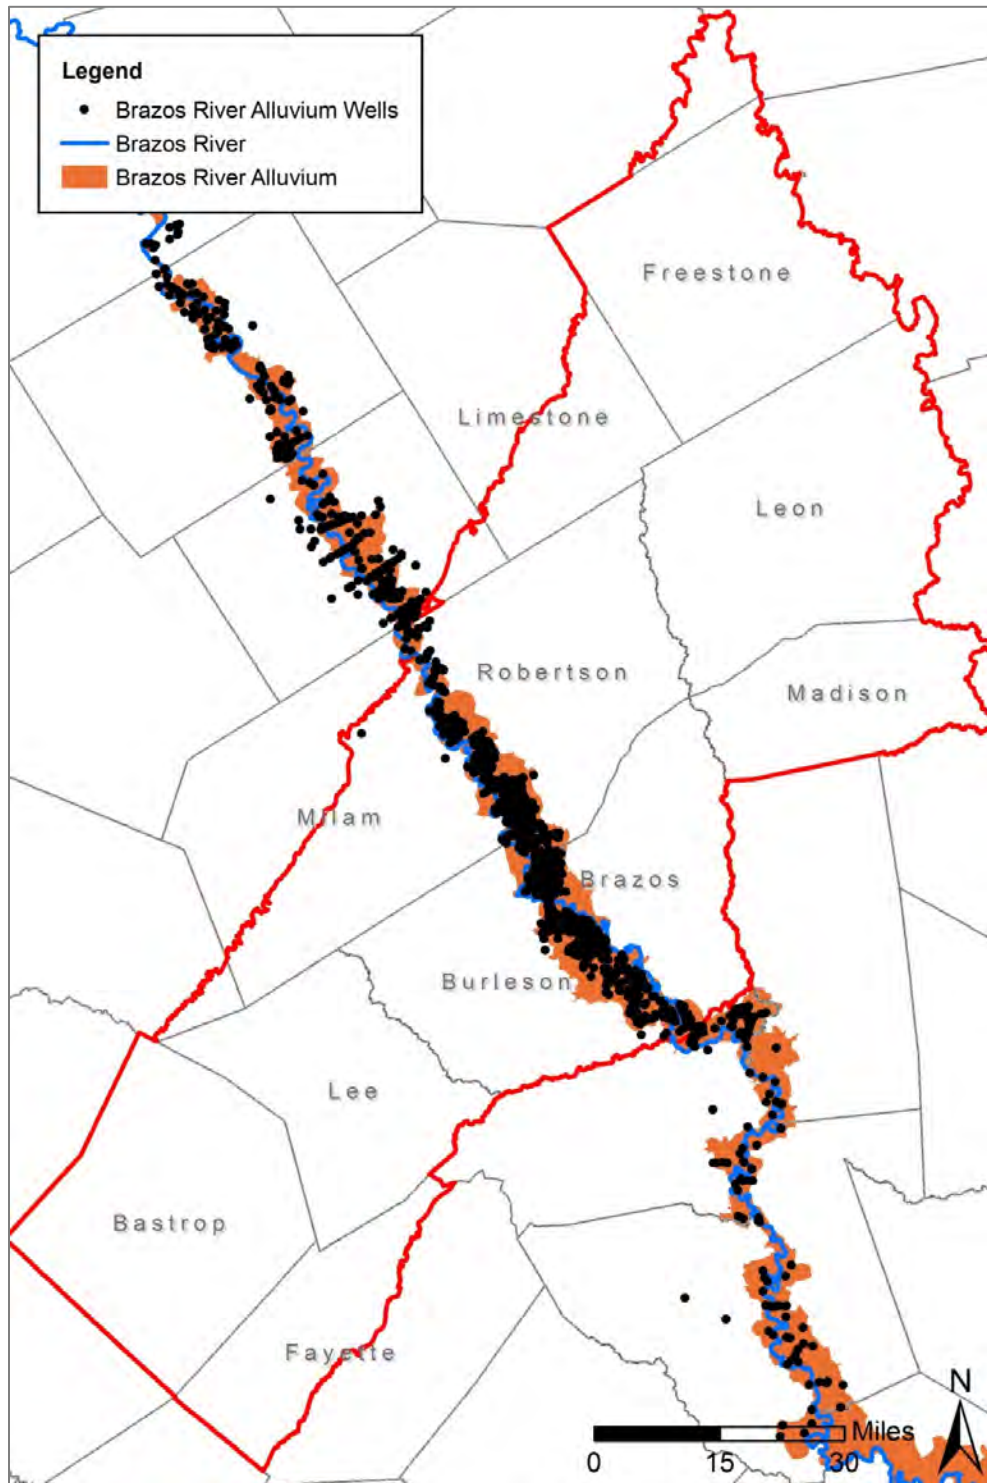 Legend
Brazos River Alluvium Wells
Brazos River
Brazos River Alluvium
Freestone
Limestone
Leon
Robertson
Madison
Milam
Brazos
Burleson
Lee
Bastrop
Fayette
N
Miles
0 15 30